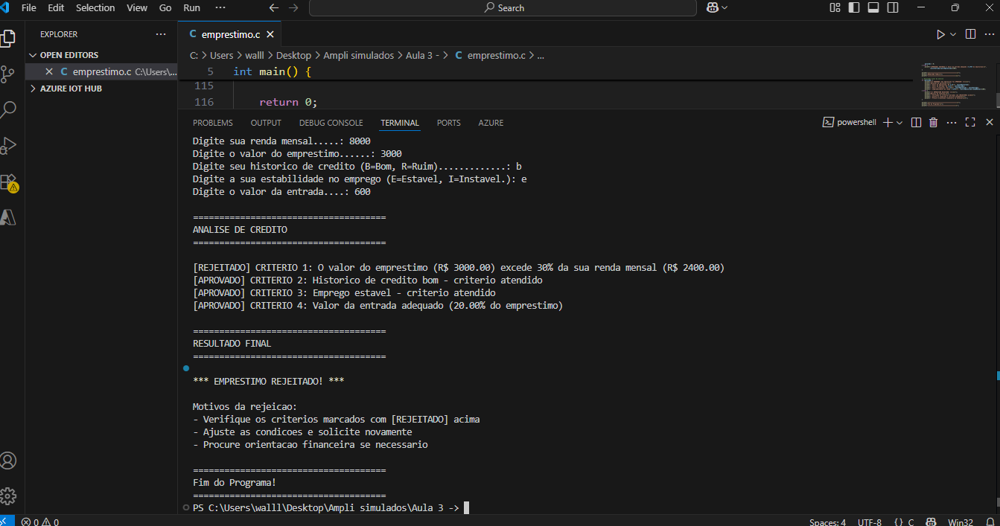 File Edit Selection View Go Run ··· Search
EXPLORER ···
OPEN EDITORS
C emprestimo.c C:\Users\...
AZURE IOT HUB
C emprestimo.c
C: > Users > walll > Desktop > Ampli simulados > Aula 3 - > C emprestimo.c > ...
5 int main() {
115
116 return 0;
PROBLEMS OUTPUT DEBUG CONSOLE TERMINAL PORTS AZURE
powershell
Digite sua renda mensal.....: 8000
Digite o valor do emprestimo......: 3000
Digite seu historico de credito (B=Bom, R=Ruim).............: b
Digite a sua estabilidade no emprego (E=Estavel, I=Instavel.): e
Digite o valor da entrada....: 600
=====================================
ANALISE DE CREDITO
=====================================
[REJEITADO] CRITERIO 1: O valor do emprestimo (R$ 3000.00) excede 30% da sua renda mensal (R$ 2400.00)
[APROVADO] CRITERIO 2: Historico de credito bom - criterio atendido
[APROVADO] CRITERIO 3: Emprego estavel - criterio atendido
[APROVADO] CRITERIO 4: Valor da entrada adequado (20.00% do emprestimo)
=====================================
RESULTADO FINAL
=====================================
*** EMPRESTIMO REJEITADO! ***
Motivos da rejeicao:
- Verifique os criterios marcados com [REJEITADO] acima
- Ajuste as condicoes e solicite novamente
- Procure orientacao financeira se necessario
=====================================
Fim do Programa!
=====================================
PS C:\Users\walll\Desktop\Ampli simulados\Aula 3 ->
0 0 Spaces: 4 UTF-8 {} C Win32